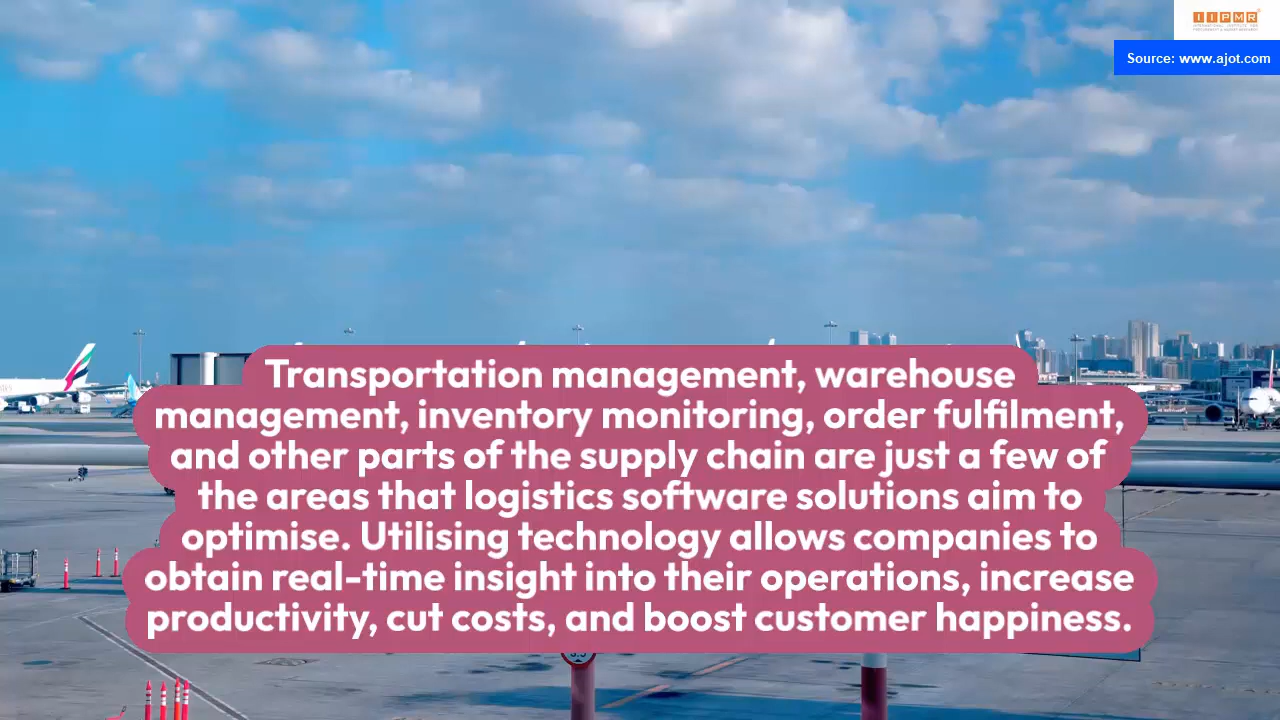 IIPMR
Source: www.ajot.com
Transportation management, warehouse
management, inventory monitoring, order fulfilment,
and other parts of the supply chain are just a few of
the areas that logistics software solutions aim to
optimise. Utilising technology allows companies to
obtain real-time insight into their operations, increase
productivity, cut costs, and boost customer happiness.